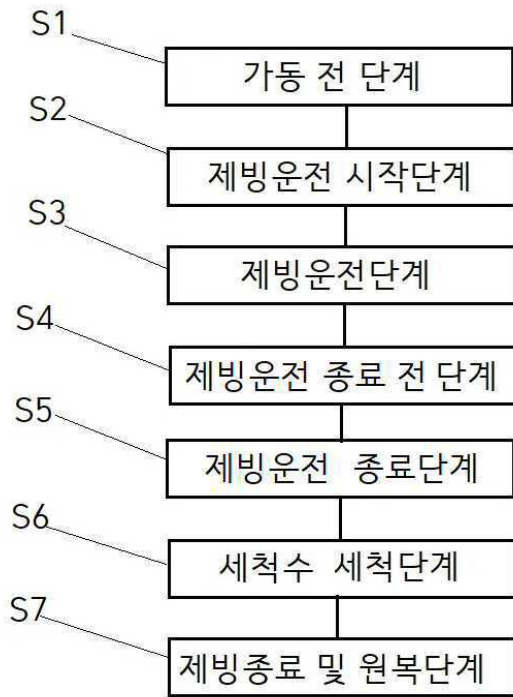 S1
가동 전 단계
S2
제빙운전 시작단계
S3
제빙운전단계
S4
제빙운전 종료 전 단계
S5
제빙운전 종료단계
S6
세척수 세척단계
S7
제빙종료 및 원복단계